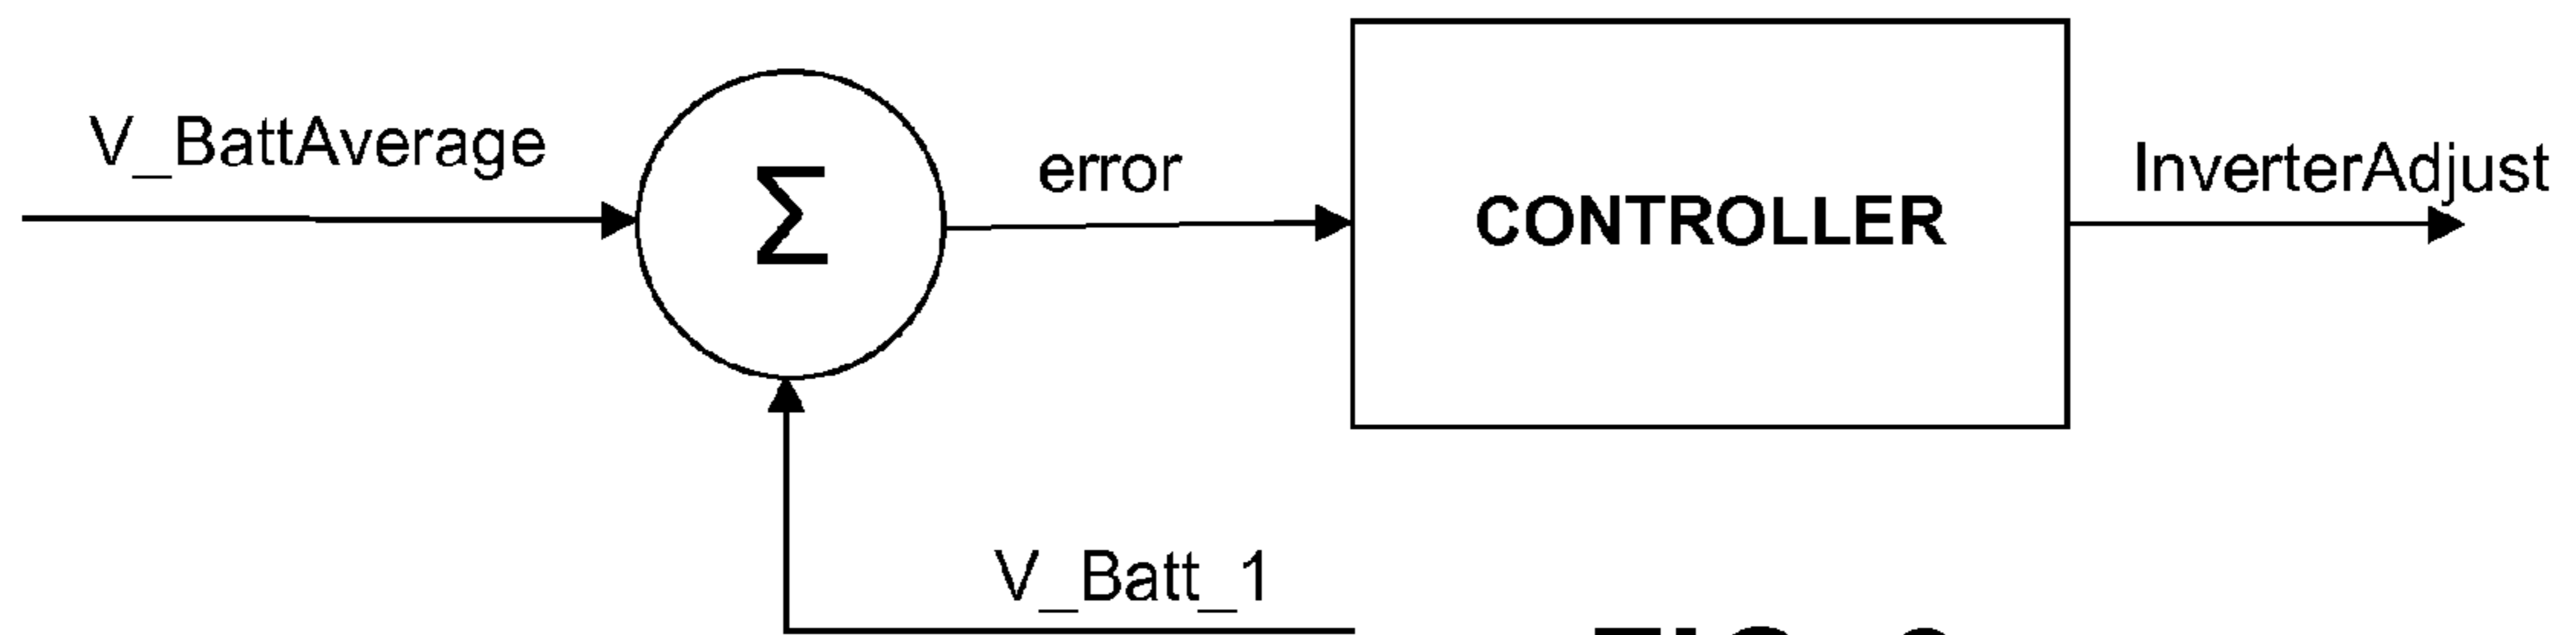 V_BattAverage
Σ
error
CONTROLLER
InverterAdjust
V_Batt_1